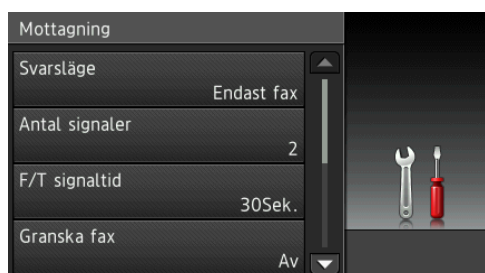 Mottagning
Svarsläge
Endast fax
Antal signaler
2
F/T signaltid
30Sek.
Granska fax
Av